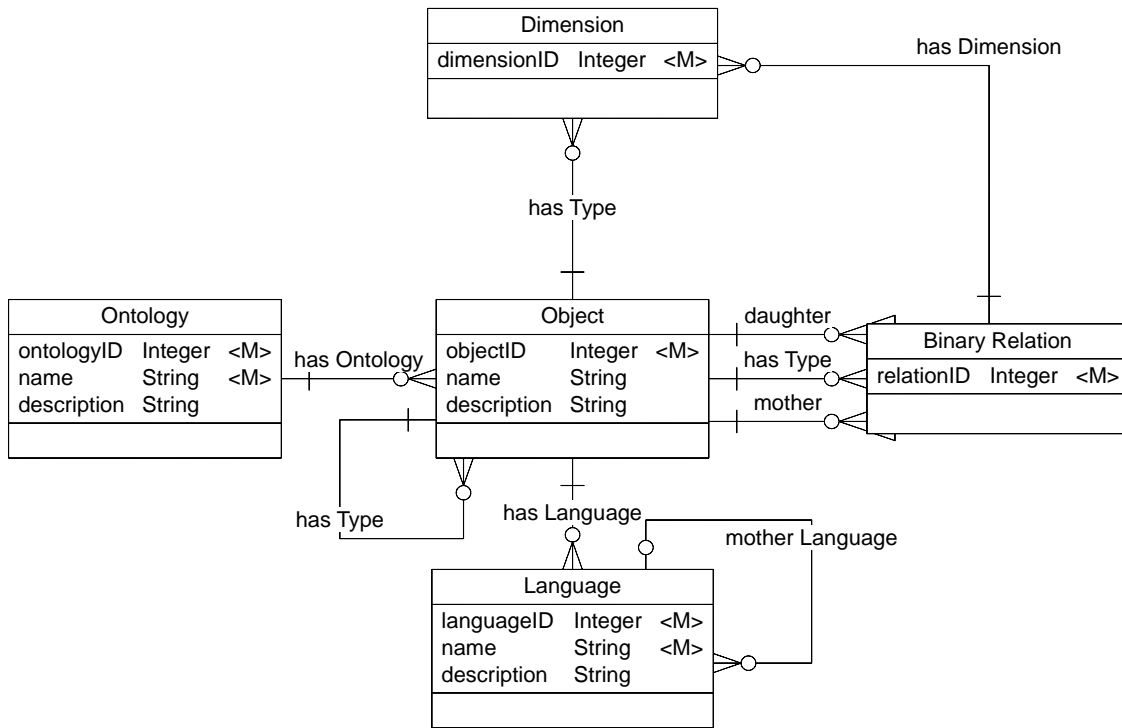 Dimension
dimensionID Integer <M>
has Dimension
has Type
Ontology
ontologyID Integer <M>
name String <M>
description String
has Ontology
Object
objectID Integer <M>
name String
description String
daughter
has Type
mother
Binary Relation
relationID Integer <M>
has Type
has Language
mother Language
Language
languageID Integer <M>
name String <M>
description String